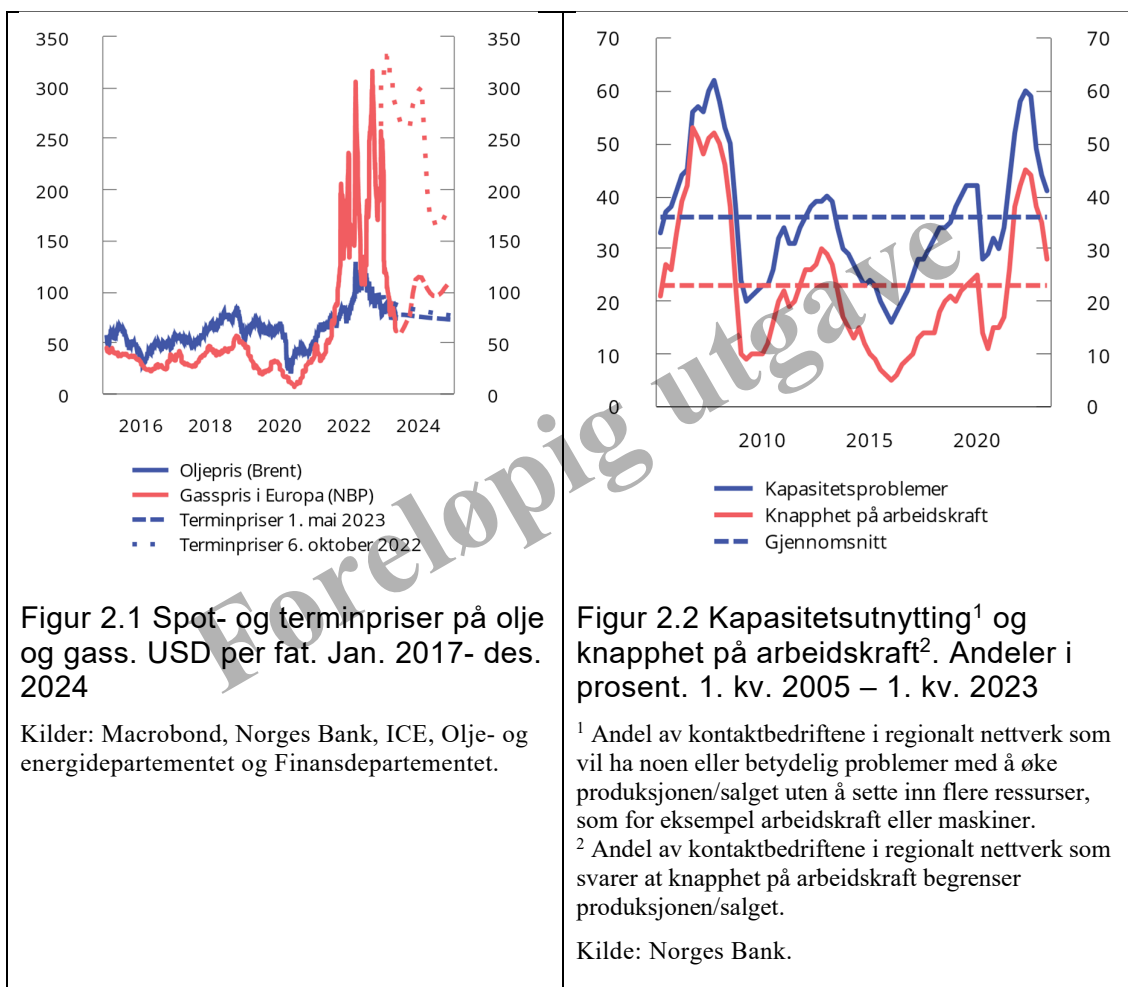 350 350
300 300
250 250
200 200
150 150
100 100
50 50
0 0
2016 2018 2020 2022 2024
Oljepris (Brent)
Gasspris i Europa (NBP)
Terminpriser 1. mai 2023
Terminpriser 6. oktober 2022
Figur 2.1 Spot- og terminpriser på olje
og gass. USD per fat. Jan. 2017- des.
2024
Kilder: Macrobond, Norges Bank, ICE, Olje- og
energidepartementet og Finansdepartementet.
70 70
60 60
50 50
40 40
30 30
20 20
10 10
0 0
2010 2015 2020
Kapasitetsproblemer
Knapphet på arbeidskraft
Gjennomsnitt
Figur 2.2 Kapasitetsutnytting¹ og
knapphet på arbeidskraft². Andeler i
prosent. 1. kv. 2005 – 1. kv. 2023
¹ Andel av kontaktbedriftene i regionalt nettverk som
vil ha noen eller betydelig problemer med å øke
produksjonen/salget uten å sette inn flere ressurser,
som for eksempel arbeidskraft eller maskiner.
² Andel av kontaktbedriftene i regionalt nettverk som
svarer at knapphet på arbeidskraft begrenser
produksjonen/salget.
Kilde: Norges Bank.
Foreløpig utgave